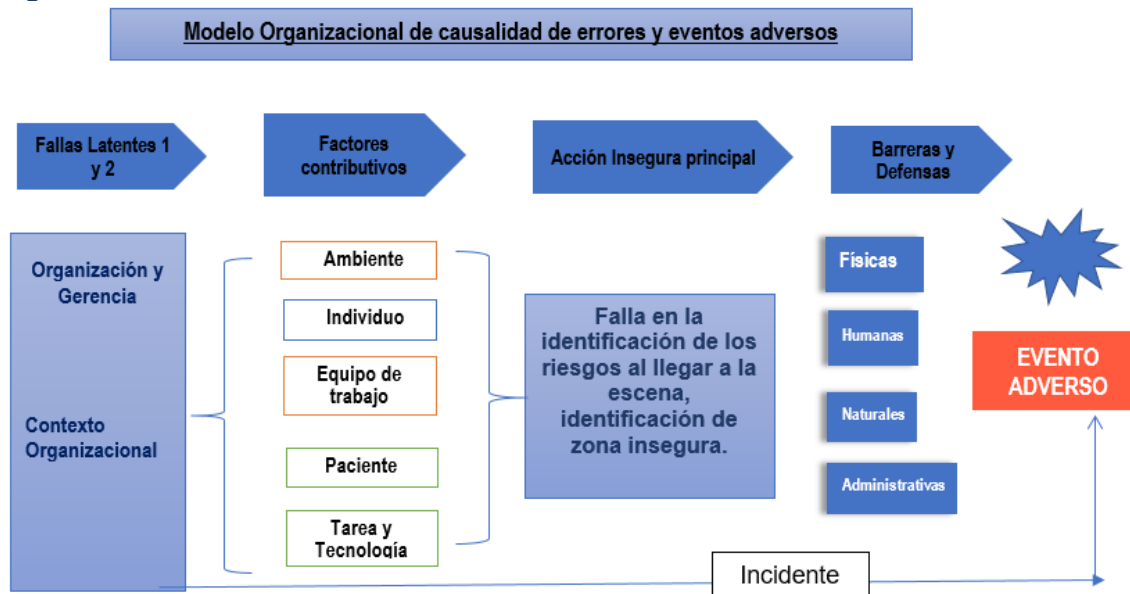 Modelo Organizacional de causalidad de errores y eventos adversos
Fallas Latentes 1
y 2
Factores
contributivos
Acción Insegura principal
Barreras y
Defensas
Organización y
Gerencia
Contexto
Organizacional
Ambiente
Individuo
Equipo de
trabajo
Paciente
Tarea y
Tecnología
Falla en la
identificación de los
riesgos al llegar a la
escena,
identificación de
zona insegura.
Físicas
Humanas
Naturales
Administrativas
EVENTO
ADVERSO
Incidente